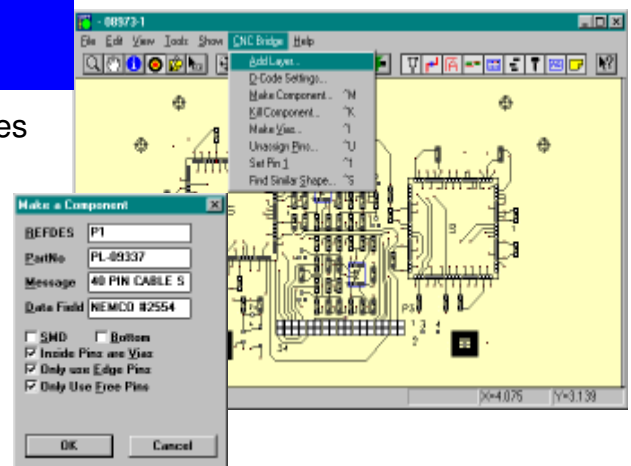 - 08973-1
File Edit View Tools Show CNC Bridge Help
Add Layer...
D-Code Settings...
Make Component... ^M
Kill Component... ^K
Make Vias... ^I
Unassign Pins... ^U
Set Pin 1 ^1
Find Similar Shape... ^S
es
Make a Component
REFDES P1
PartNo PL-09337
Message 40 PIN CABLE S
Data Field NEMCO #2554
SMD Bottom
Inside Pins are Vias
Only use Edge Pins
Only Use Free Pins
OK Cancel
X=4.075 Y=3.139